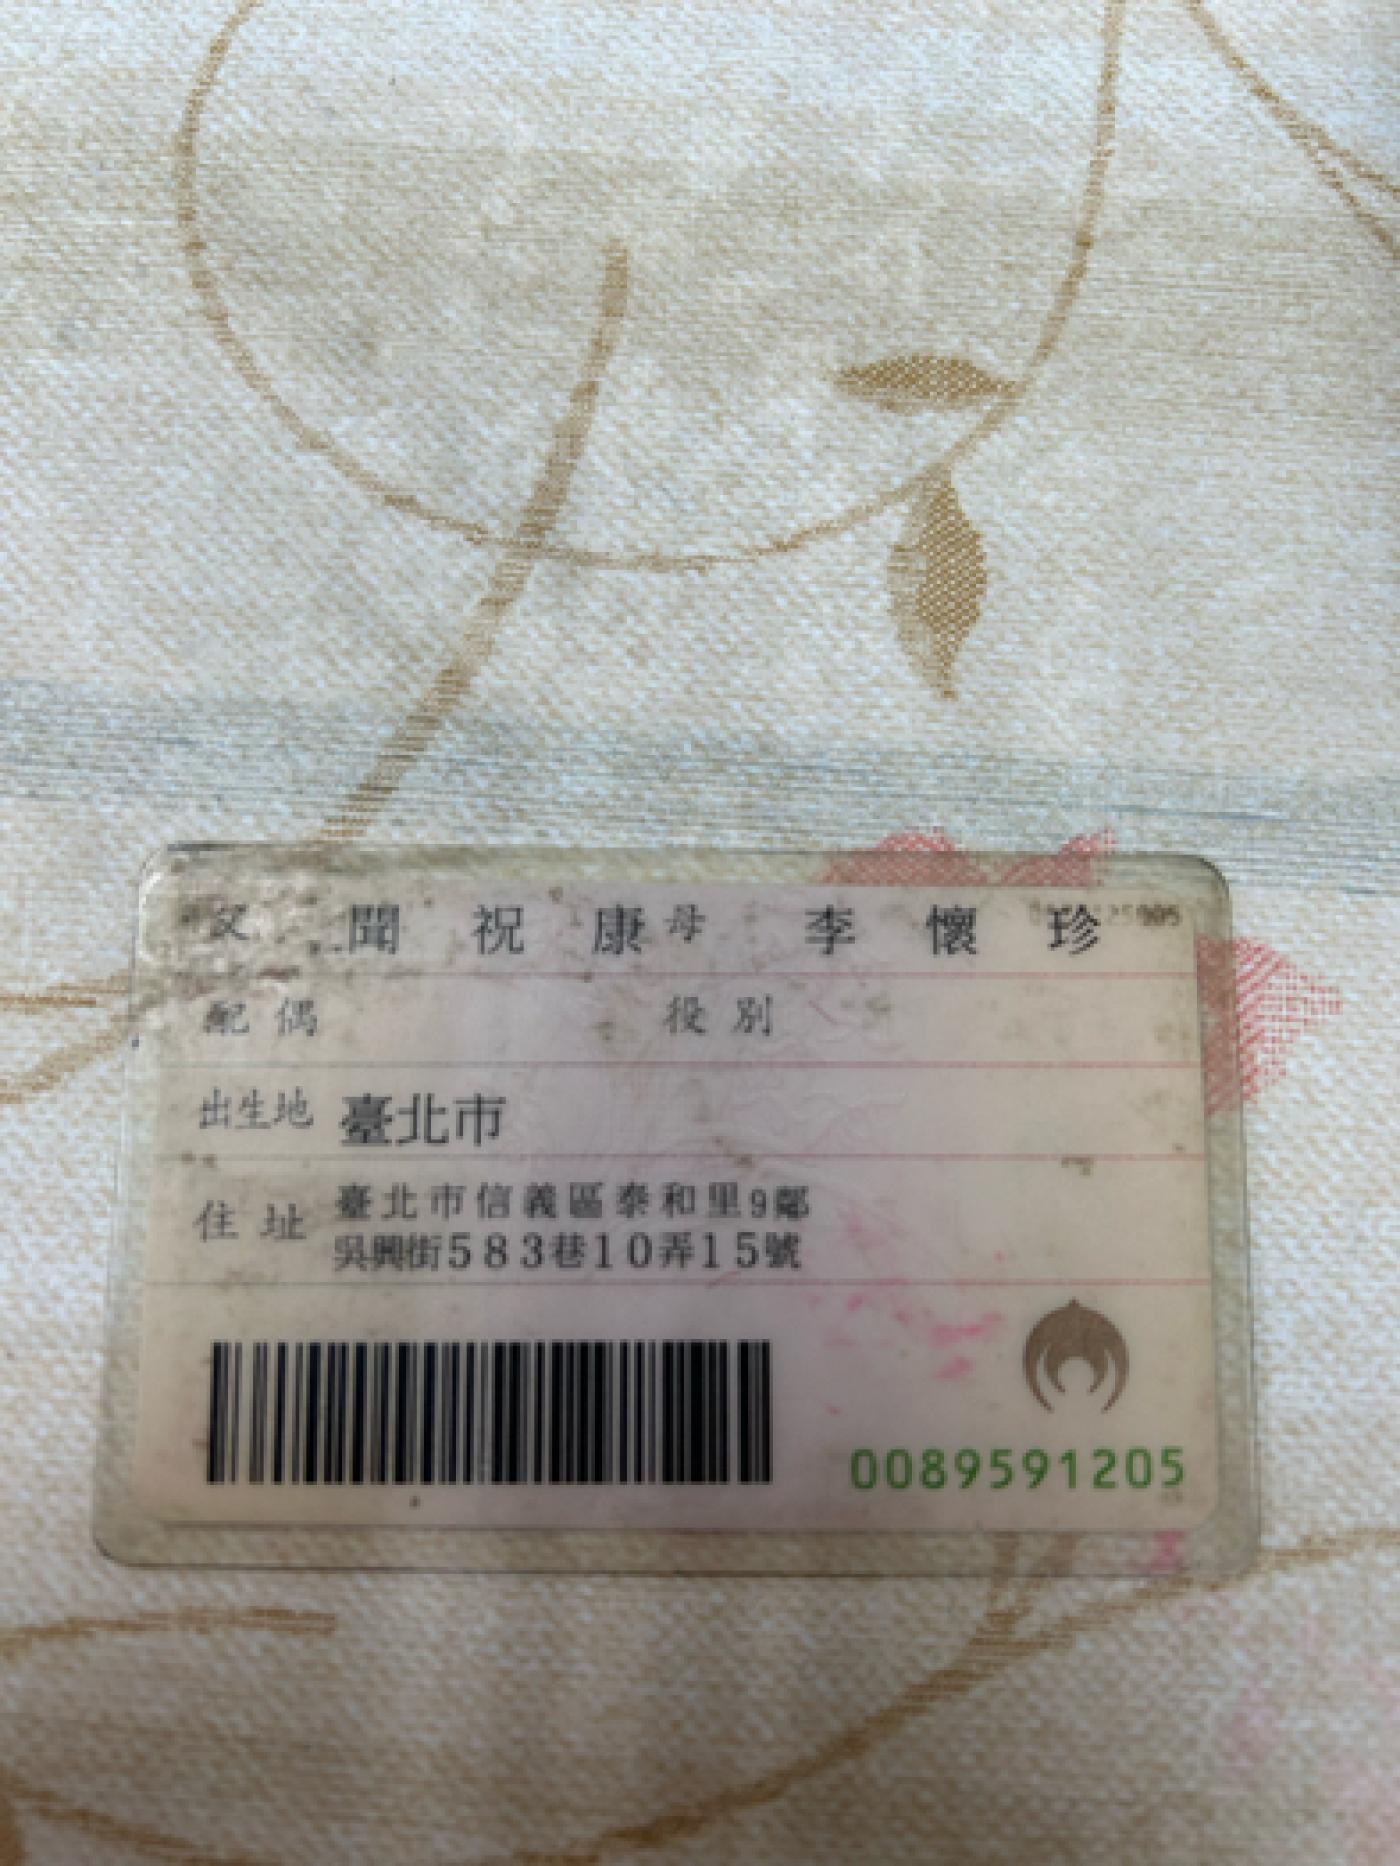 父 聞祝康 母 李懷珍
配偶 役別
出生地 臺北市
住址 臺北市信義區泰和里9鄰
吳興街583巷10弄15號
0089591205